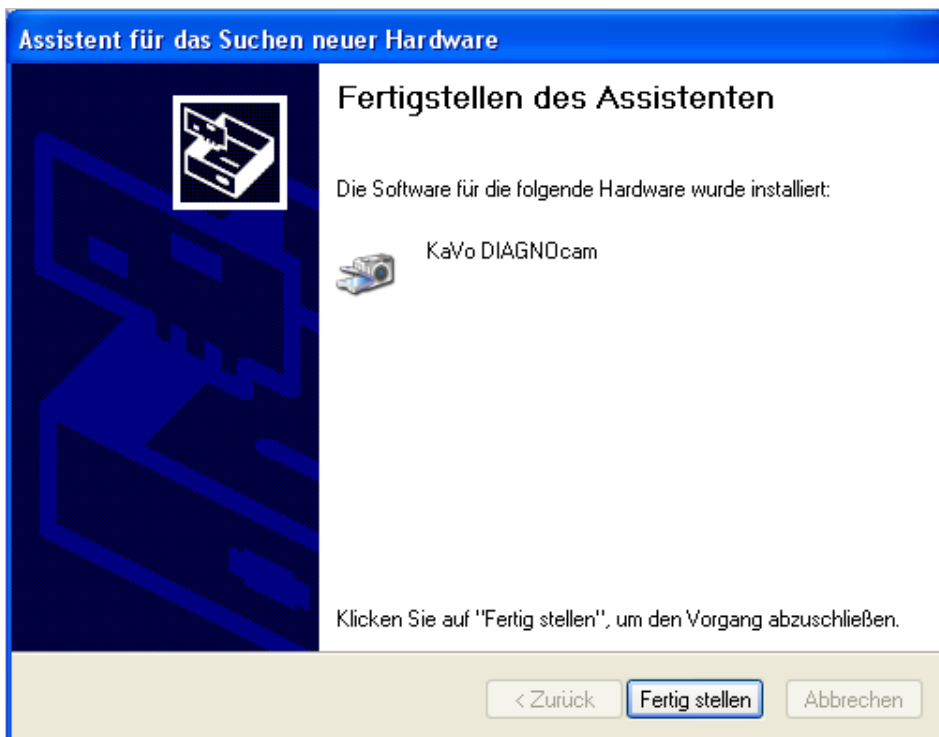 Assistent für das Suchen neuer Hardware
Fertigstellen des Assistenten
Die Software für die folgende Hardware wurde installiert:
KaVo DIAGNOcam
Klicken Sie auf "Fertig stellen", um den Vorgang abzuschließen.
< Zurück Fertig stellen Abbrechen